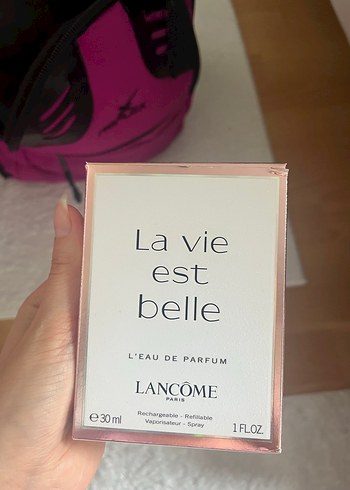 La vie
est
belle
L'EAU DE PARFUM
LANCÔME
PARIS
Rechargeable - Refillable
Vaporisateur - Spray
℮ 30 ml
1 FL.OZ.